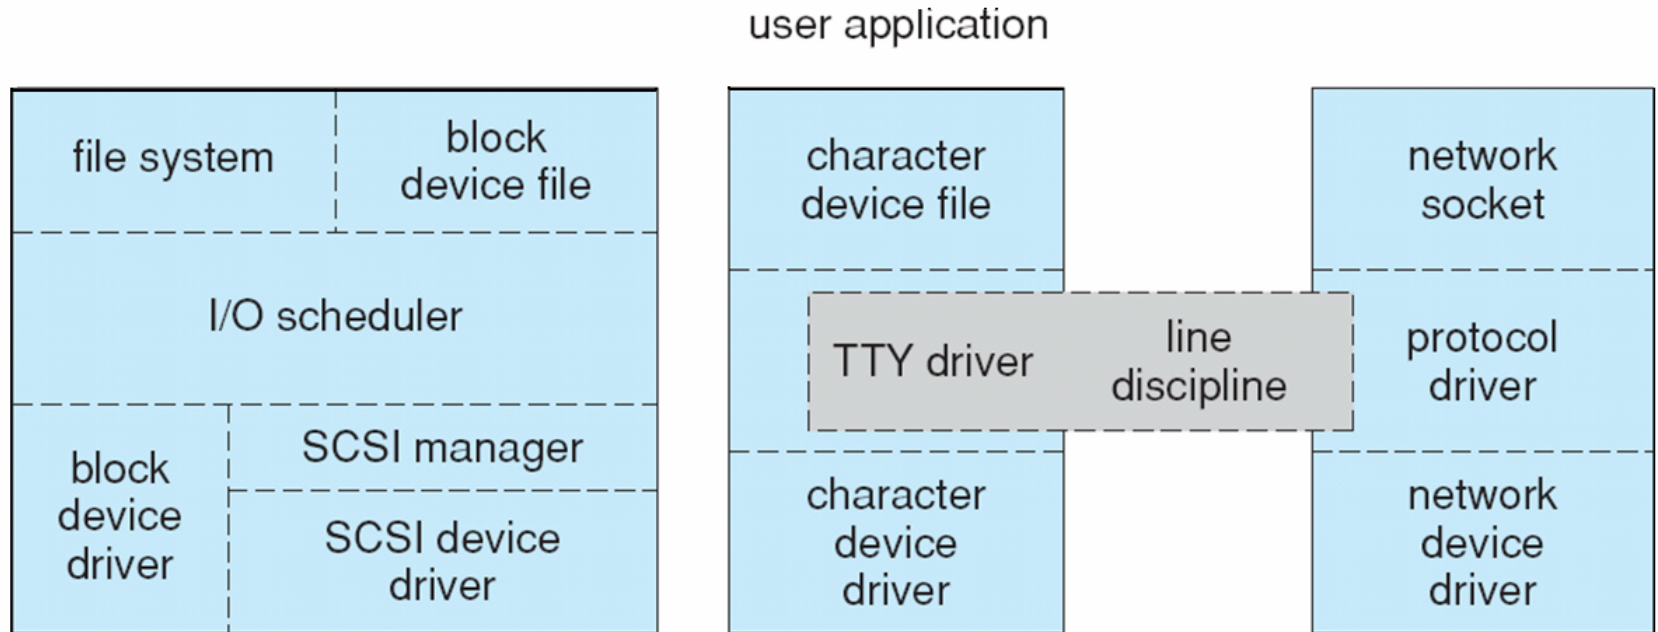 user application
file system
block
device file
I/O scheduler
block
device
driver
SCSI manager
SCSI device
driver
character
device file
TTY driver
line
discipline
character
device
driver
network
socket
protocol
driver
network
device
driver